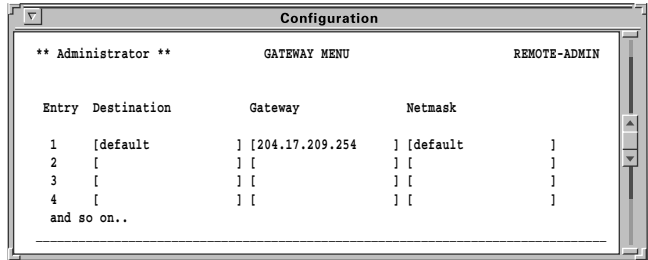 Configuration
** Administrator ** GATEWAY MENU REMOTE-ADMIN
Entry Destination Gateway Netmask
1 [default ] [204.17.209.254 ] [default ]
2 [ ] [ ] [ ]
3 [ ] [ ] [ ]
4 [ ] [ ] [ ]
and so on..